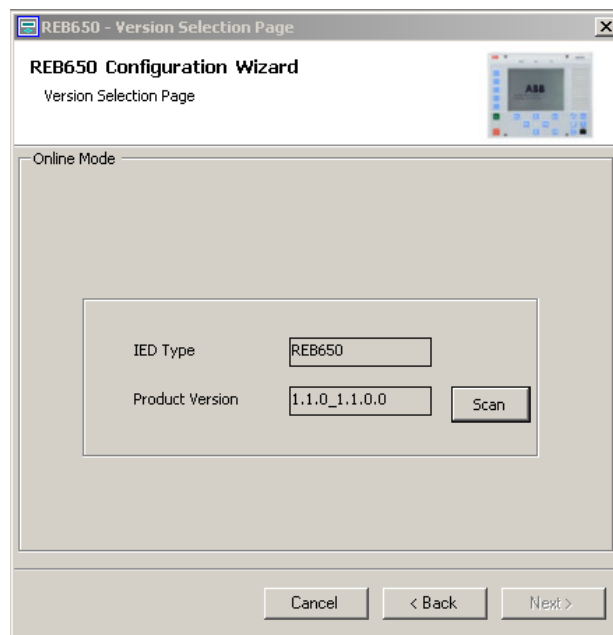 REB650 - Version Selection Page
REB650 Configuration Wizard
Version Selection Page
ABB
Online Mode
IED Type
REB650
Product Version
1.1.0_1.1.0.0
Scan
Cancel
< Back
Next >